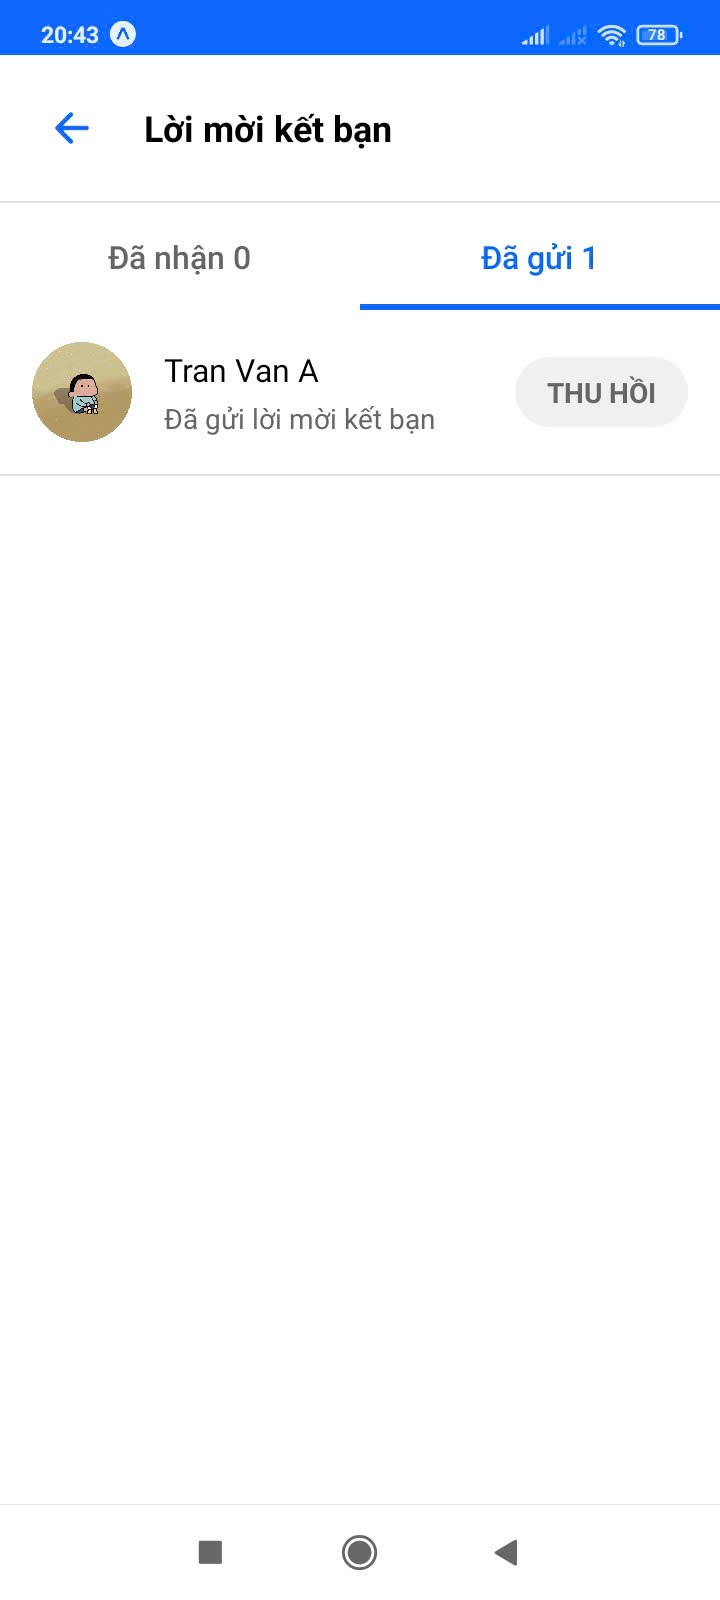 20:43
78
Lời mời kết bạn
Đã nhận 0
Đã gửi 1
Tran Van A
Đã gửi lời mời kết bạn
THU HỒI